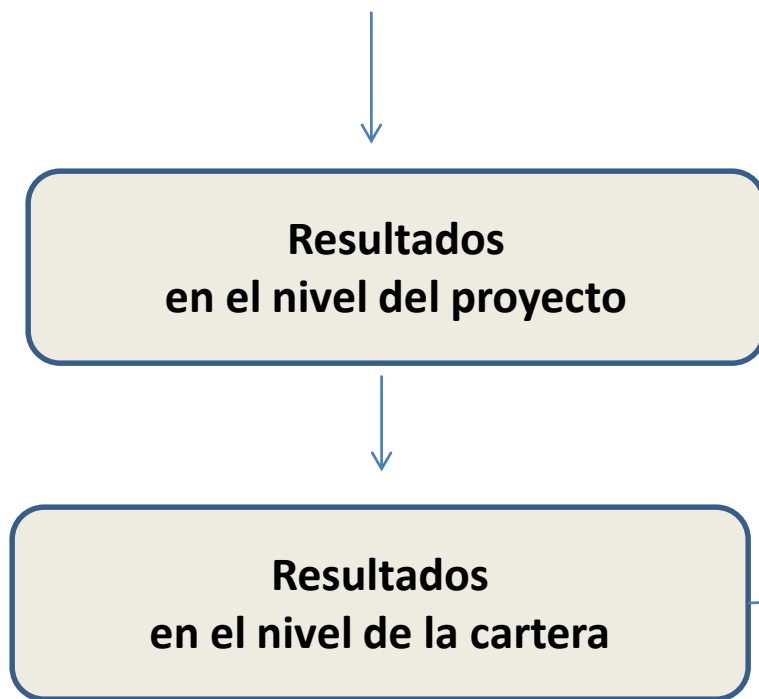 Resultados
en el nivel del proyecto
Resultados
en el nivel de la cartera